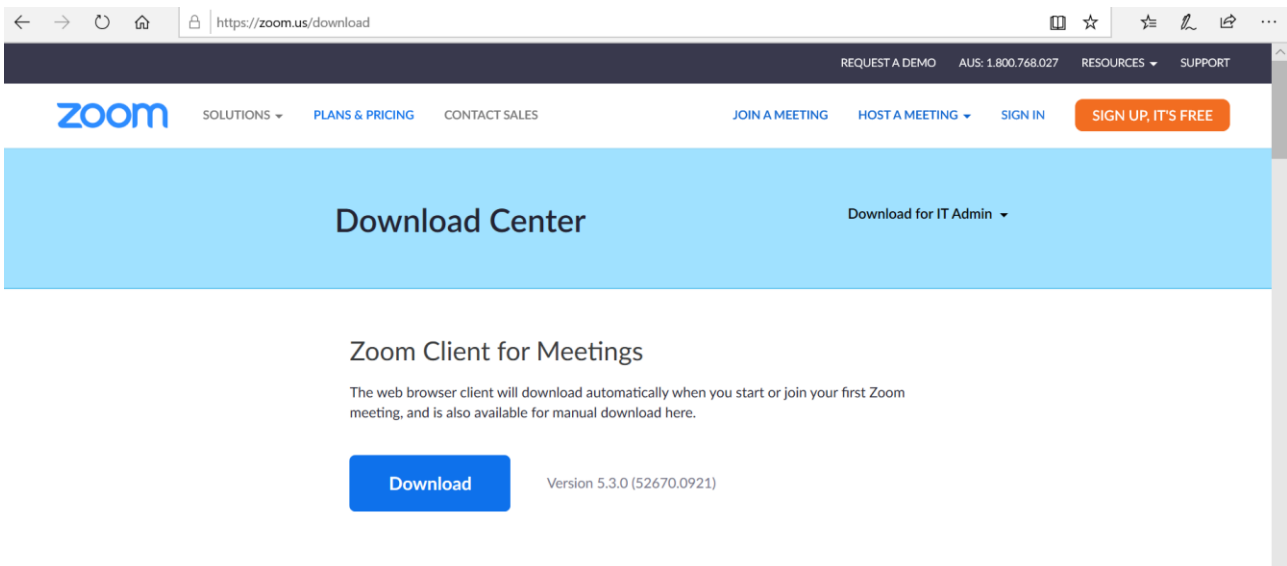 https://zoom.us/download
REQUEST A DEMO AUS: 1.800.768.027 RESOURCES SUPPORT
zoom SOLUTIONS PLANS & PRICING CONTACT SALES JOIN A MEETING HOST A MEETING SIGN IN SIGN UP, IT'S FREE
Download Center Download for IT Admin
Zoom Client for Meetings
The web browser client will download automatically when you start or join your first Zoom
meeting, and is also available for manual download here.
Download Version 5.3.0 (52670.0921)